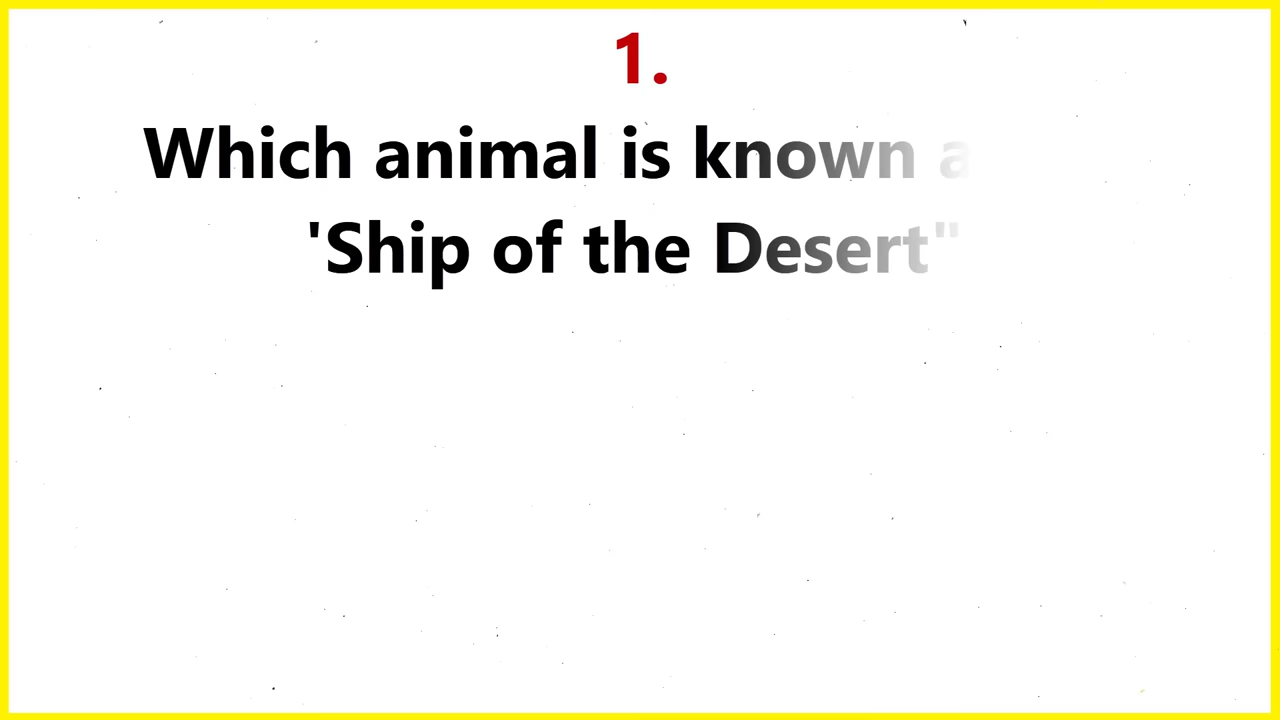 1.
Which animal is known a
'Ship of the Desert"